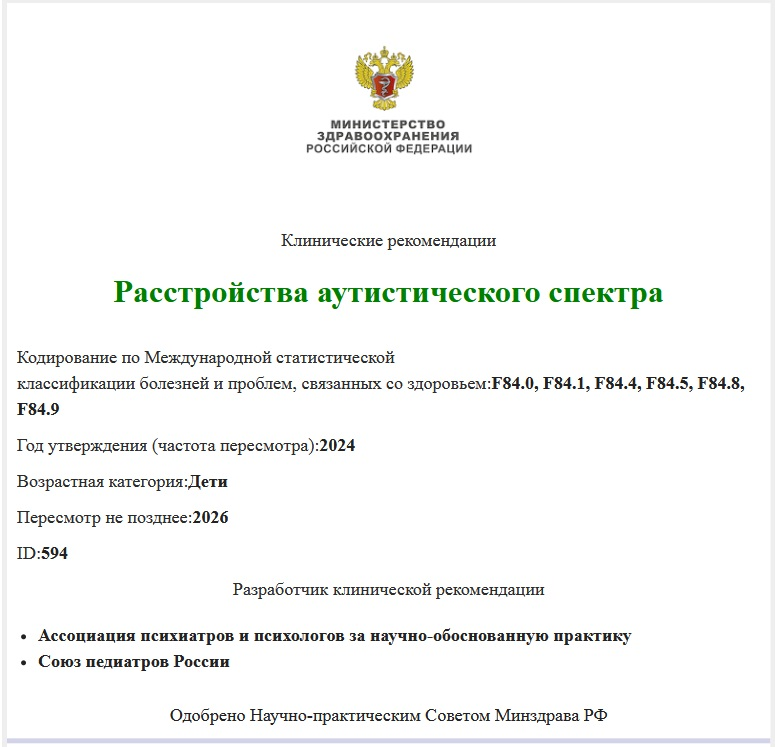 МИНИСТЕРСТВО
ЗДРАВООХРАНЕНИЯ
РОССИЙСКОЙ ФЕДЕРАЦИИ
Клинические рекомендации
Расстройства аутистического спектра
Кодирование по Международной статистической
классификации болезней и проблем, связанных со здоровьем:F84.0, F84.1, F84.4, F84.5, F84.8,
F84.9
Год утверждения (частота пересмотра):2024
Возрастная категория:Дети
Пересмотр не позднее:2026
ID:594
Разработчик клинической рекомендации
• Ассоциация психиатров и психологов за научно-обоснованную практику
• Союз педиатров России
Одобрено Научно-практическим Советом Минздрава РФ